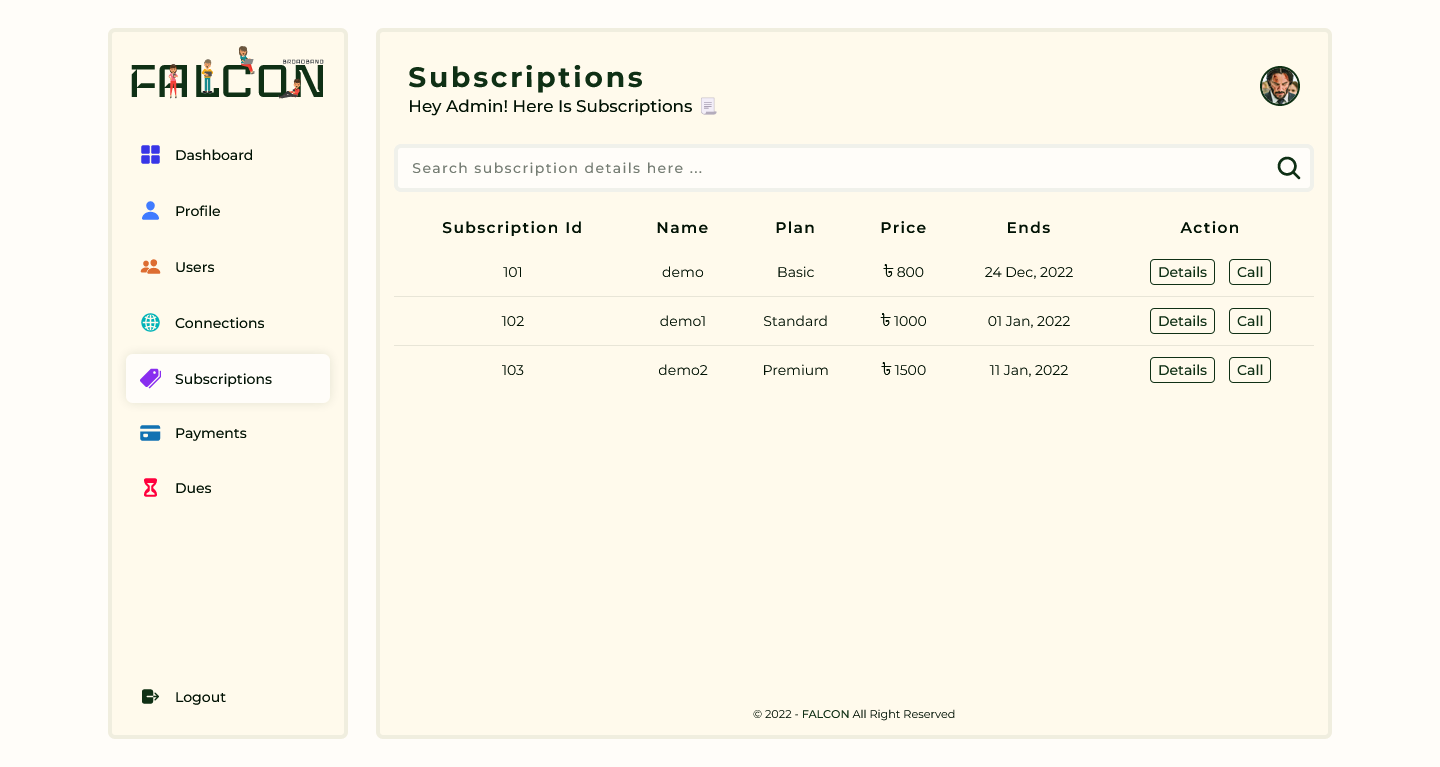 FALCON
BROADBAND
Dashboard
Profile
Users
Connections
Subscriptions
Payments
Dues
Logout
Subscriptions
Hey Admin! Here Is Subscriptions
Search subscription details here ...
Subscription Id Name Plan Price Ends Action
101 demo Basic ৳ 800 24 Dec, 2022 Details Call
102 demo1 Standard ৳ 1000 01 Jan, 2022 Details Call
103 demo2 Premium ৳ 1500 11 Jan, 2022 Details Call
© 2022 - FALCON All Right Reserved